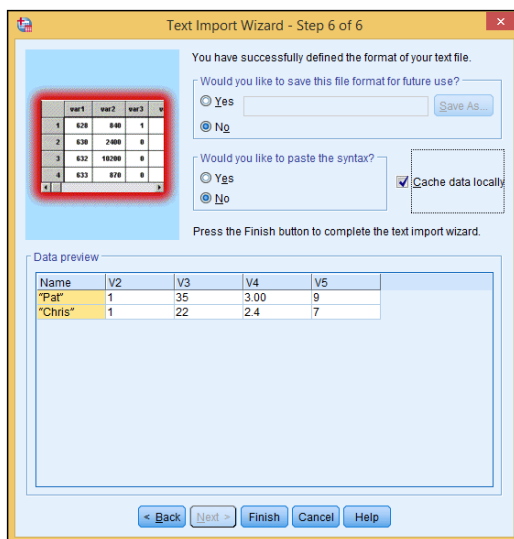 Text Import Wizard - Step 6 of 6
You have successfully defined the format of your text file.
Would you like to save this file format for future use?
Yes
Save As...
No
var1 var2 var3 v
1 620 840 1
2 630 2400 0
3 632 10200 0
4 633 870 0
Would you like to paste the syntax?
Yes
No
Cache data locally
Press the Finish button to complete the text import wizard.
Data preview
Name V2 V3 V4 V5
"Pat" 1 35 3.00 9
"Chris" 1 22 2.4 7
< Back Next > Finish Cancel Help